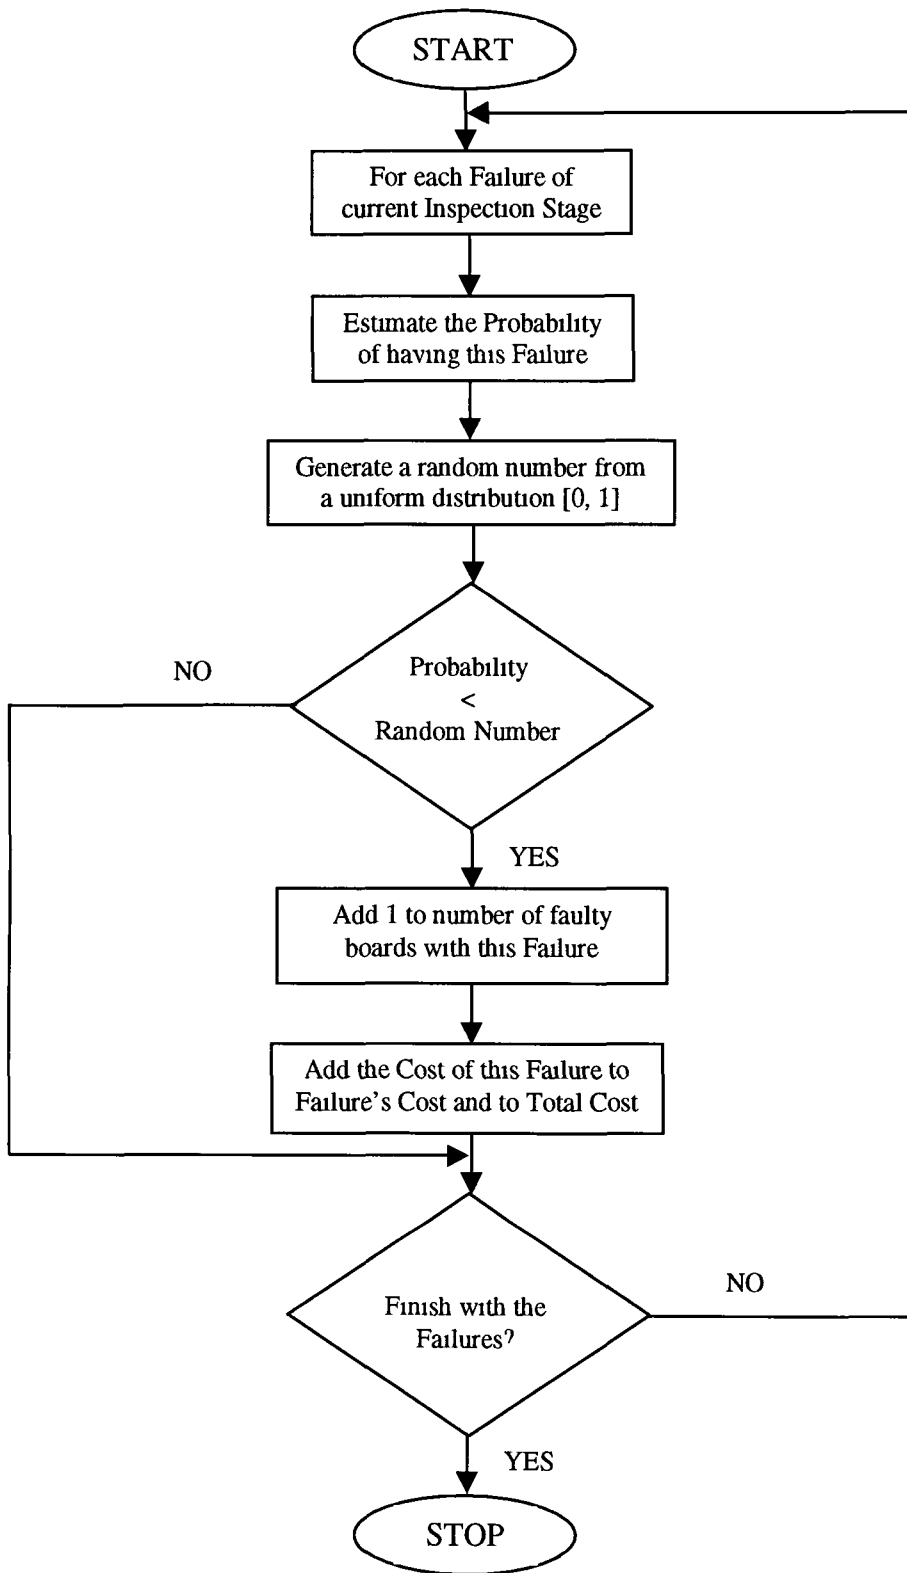 START
For each Failure of
current Inspection Stage
Estimate the Probability
of having this Failure
Generate a random number from
a uniform distribution [0, 1]
NO
Probability
<
Random Number
YES
Add 1 to number of faulty
boards with this Failure
Add the Cost of this Failure to
Failure's Cost and to Total Cost
NO
Finish with the
Failures?
YES
STOP